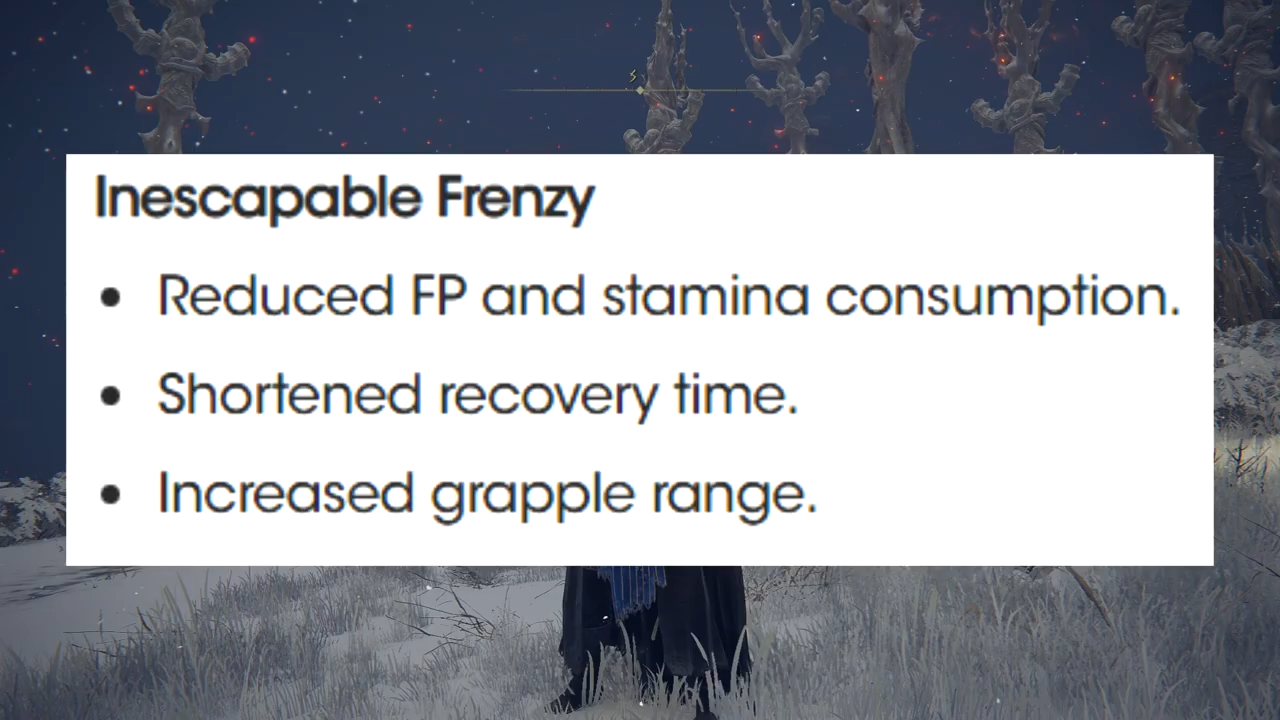 Inescapable Frenzy
• Reduced FP and stamina consumption.
• Shortened recovery time.
• Increased grapple range.